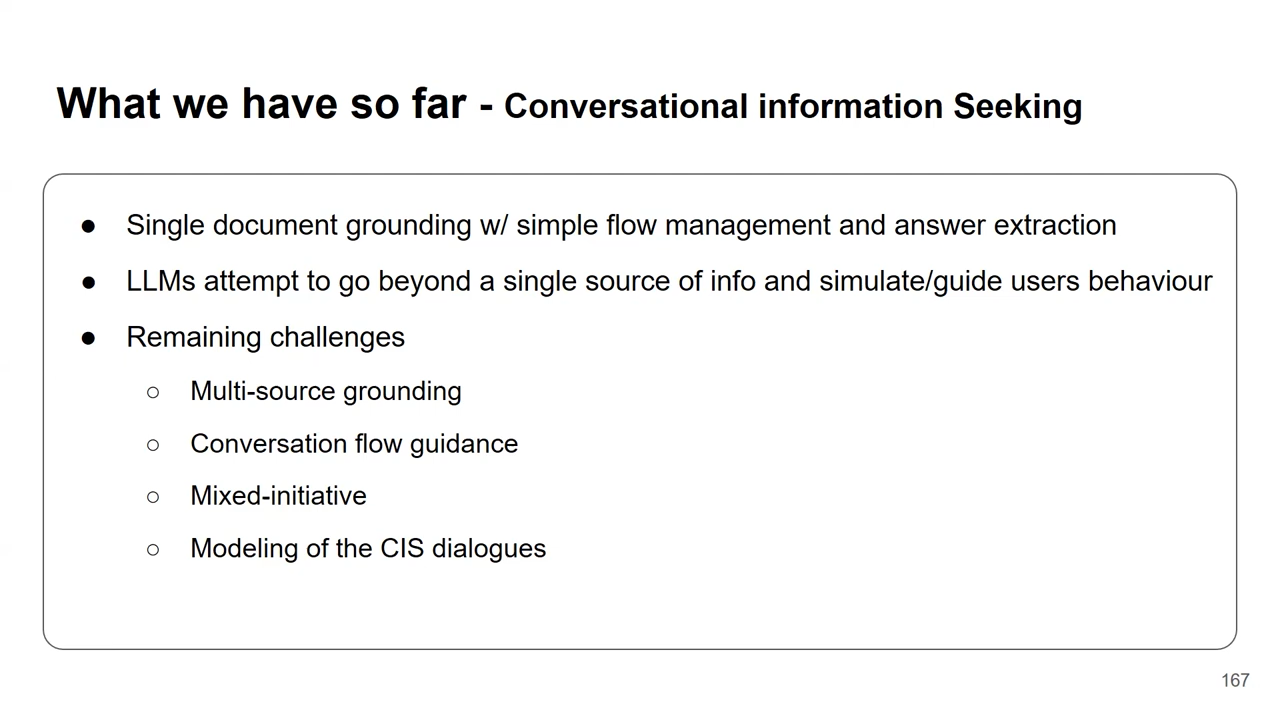 What we have so far - Conversational information Seeking
● Single document grounding w/ simple flow management and answer extraction
● LLMs attempt to go beyond a single source of info and simulate/guide users behaviour
● Remaining challenges
○ Multi-source grounding
○ Conversation flow guidance
○ Mixed-initiative
○ Modeling of the CIS dialogues
167